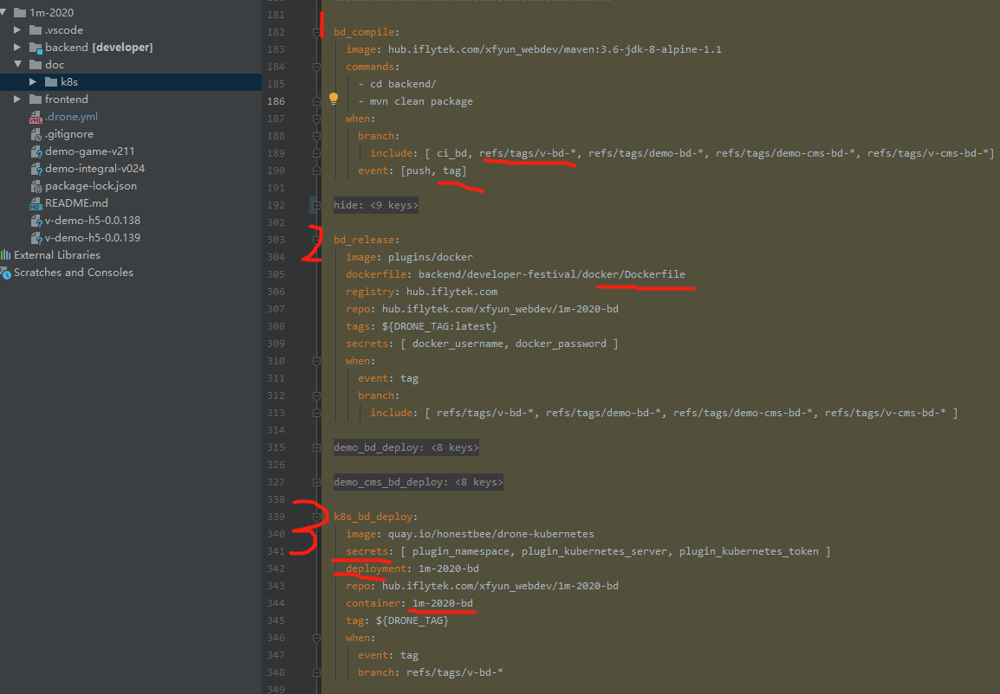 1m-2020
.vscode
backend [developer]
doc
k8s
frontend
.drone.yml
.gitignore
demo-game-v211
demo-integral-v024
package-lock.json
README.md
v-demo-h5-0.0.138
v-demo-h5-0.0.139
External Libraries
Scratches and Consoles
181
182 bd_compile:
183 image: hub.iflytek.com/xfyun_webdev/maven:3.6-jdk-8-alpine-1.1
184 commands:
185 - cd backend/
186 - mvn clean package
187 when:
188 branch:
189 include: [ ci_bd, refs/tags/v-bd-*, refs/tags/demo-bd-*, refs/tags/demo-cms-bd-*, refs/tags/v-cms-bd-*]
190 event: [push, tag]
191
192 hide: <9 keys>
302
303 bd_release:
304 image: plugins/docker
305 dockerfile: backend/developer-festival/docker/Dockerfile
306 registry: hub.iflytek.com
307 repo: hub.iflytek.com/xfyun_webdev/1m-2020-bd
308 tags: ${DRONE_TAG:latest}
309 secrets: [ docker_username, docker_password ]
310 when:
311 event: tag
312 branch:
313 include: [ refs/tags/v-bd-*, refs/tags/demo-bd-*, refs/tags/demo-cms-bd-*, refs/tags/v-cms-bd-* ]
314
315 demo_bd_deploy: <8 keys>
326
327 demo_cms_bd_deploy: <8 keys>
338
339 k8s_bd_deploy:
340 image: quay.io/honestbee/drone-kubernetes
341 secrets: [ plugin_namespace, plugin_kubernetes_server, plugin_kubernetes_token ]
342 deployment: 1m-2020-bd
343 repo: hub.iflytek.com/xfyun_webdev/1m-2020-bd
344 container: 1m-2020-bd
345 tag: ${DRONE_TAG}
346 when:
347 event: tag
348 branch: refs/tags/v-bd-*
349
1
2
3